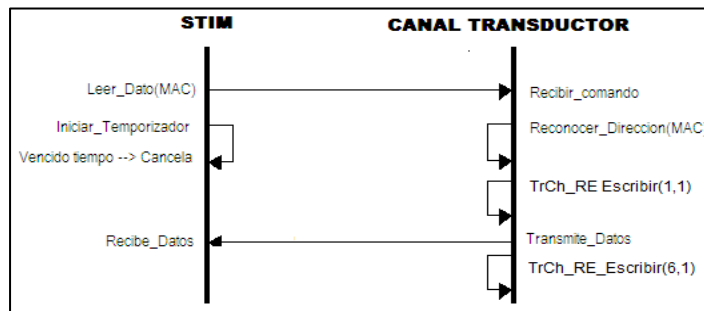 STIM
CANAL TRANSDUCTOR
Leer_Dato(MAC)
Recibir_comando
Iniciar_Temporizador
Reconocer_Direccion(MAC)
Vencido tiempo --> Cancela
TrCh_RE Escribir(1,1)
Recibe_Datos
Transmite_Datos
TrCh_RE_Escribir(6,1)